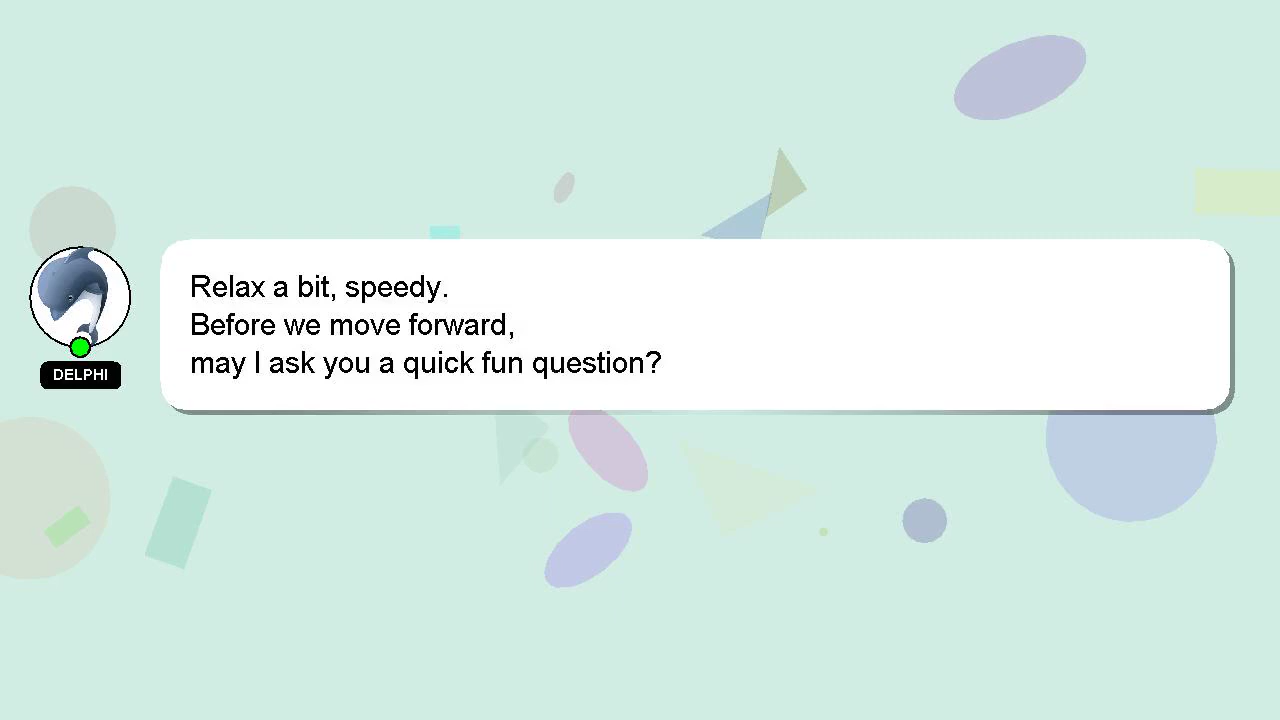 Relax a bit, speedy.
Before we move forward,
may I ask you a quick fun question?
DELPHI